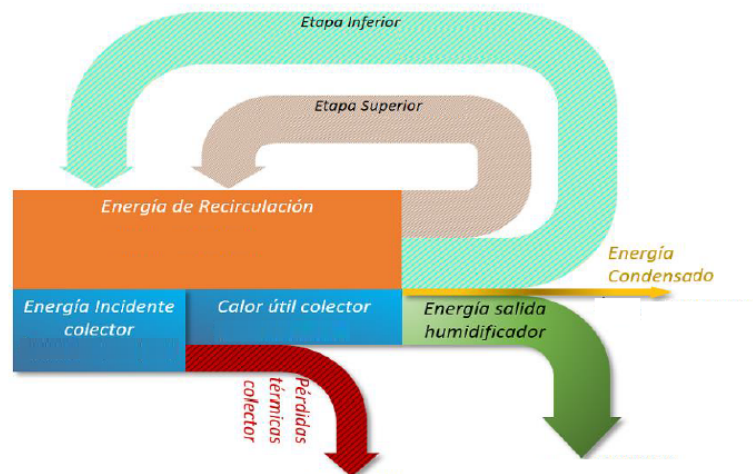 Etapa Inferior
Etapa Superior
Energía de Recirculación
Energía
Condensado
Energía Incidente
colector
Calor útil colector
Energía salida
humidificador
Pérdidas
térmicas
colector